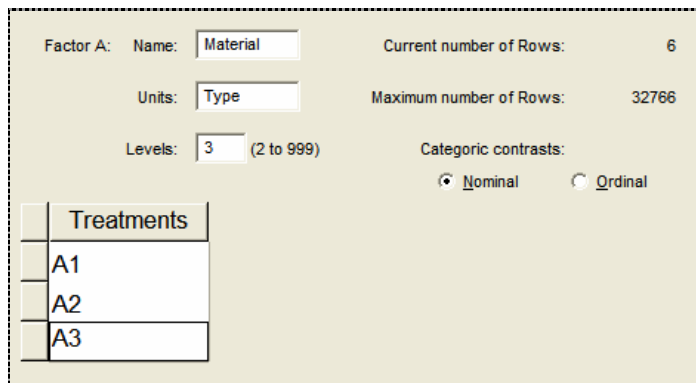 Factor A: Name: Material Current number of Rows: 6
Units: Type Maximum number of Rows: 32766
Levels: 3 (2 to 999) Categoric contrasts:
Nominal Ordinal
Treatments
A1
A2
A3